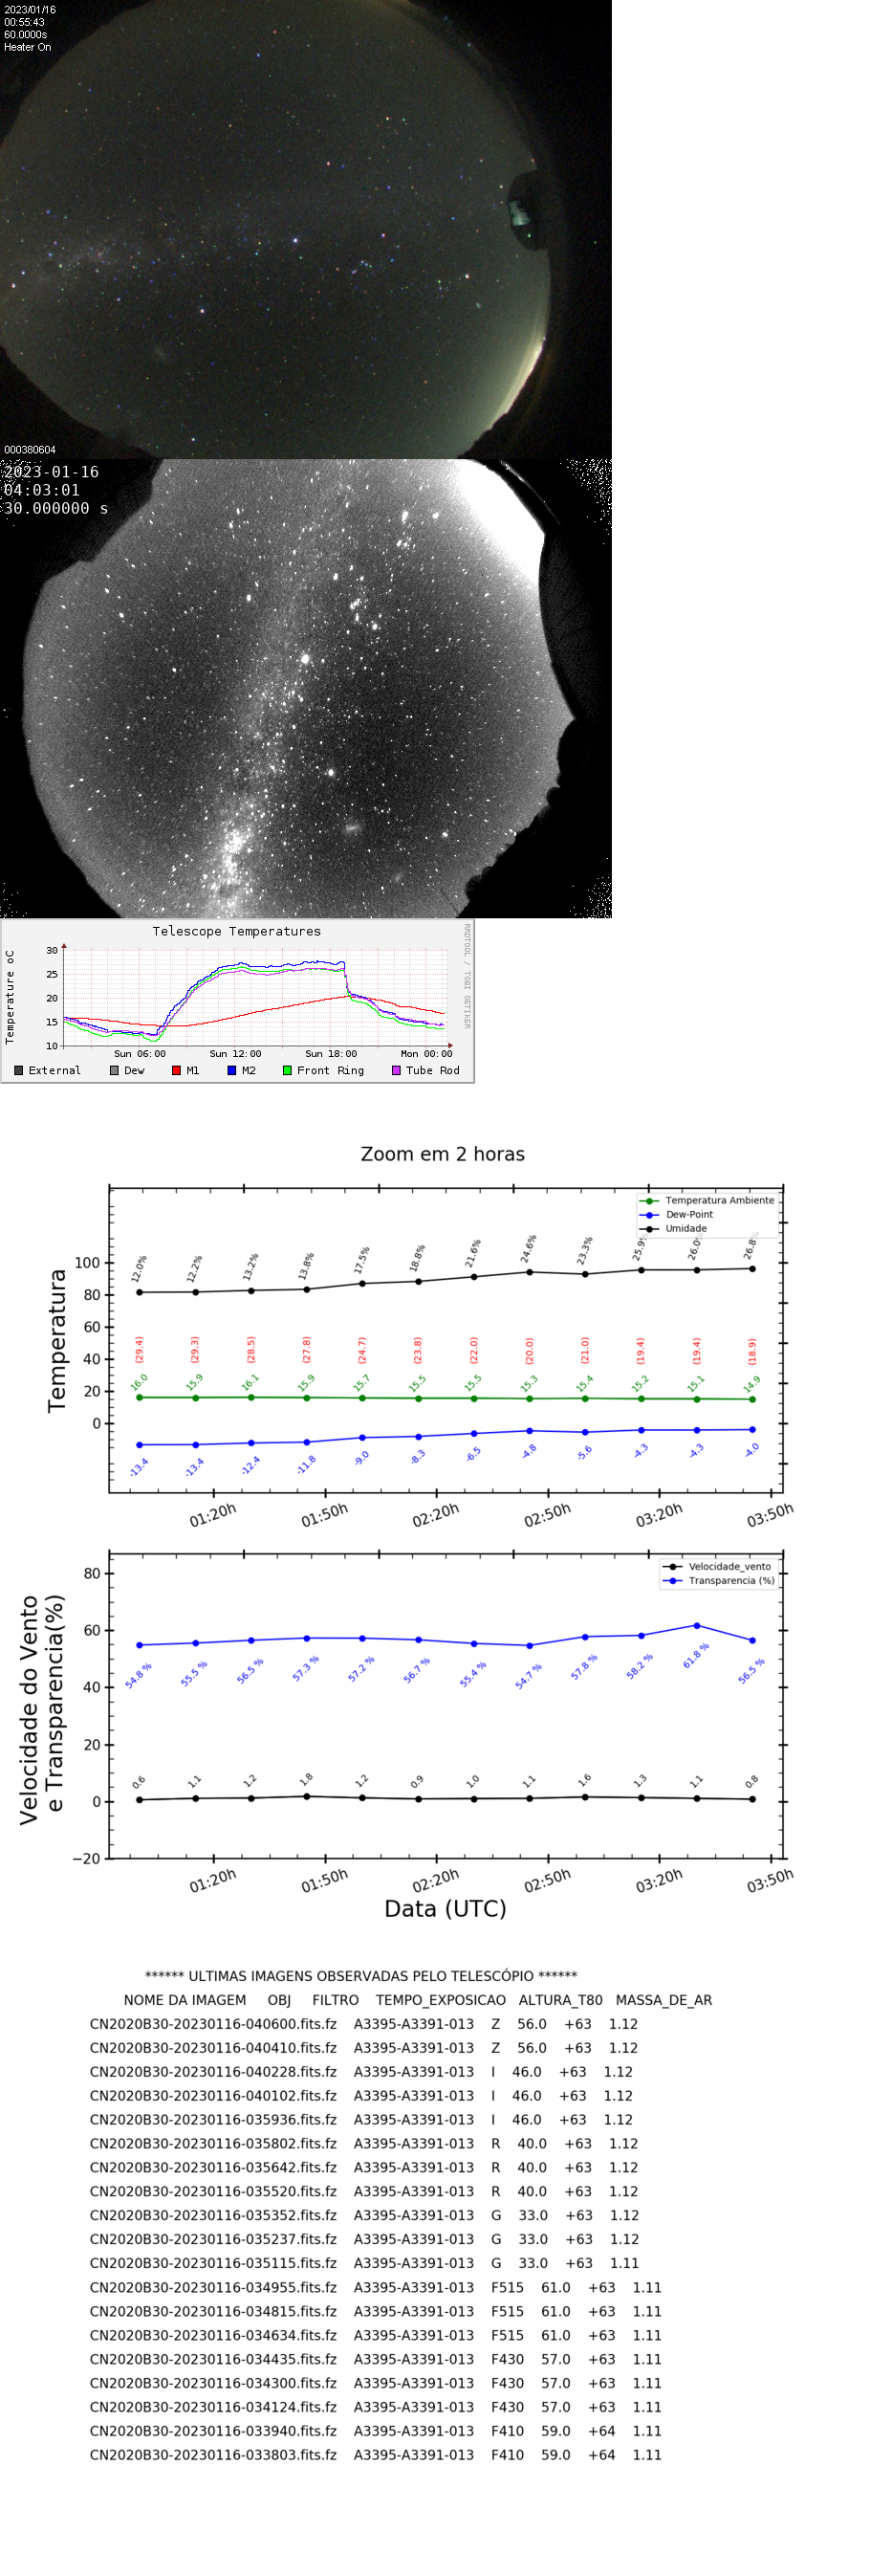 2023/01/16
00:55:43
60.0000s
Heater On
000380604
2023-01-16
04:03:01
30.000000 s
Telescope Temperatures
RRDTOOL / TOBI OETIKER
Temperature oC
30
25
20
15
10
Sun 06:00 Sun 12:00 Sun 18:00 Mon 00:00
External Dew M1 M2 Front Ring Tube Rod
Zoom em 2 horas
Temperatura Ambiente
Dew-Point
Umidade
Temperatura
100
80
60
40
20
0
12.0% 12.2% 13.2% 13.8% 17.5% 18.8% 21.6% 24.6% 23.3% 25.9% 26.0% 26.8%
(29.4) (29.3) (28.5) (27.8) (24.7) (23.8) (22.0) (20.0) (21.0) (19.4) (19.4) (18.9)
16.0 15.9 16.1 15.9 15.7 15.5 15.5 15.3 15.4 15.2 15.1 14.9
-13.4 -13.4 -12.4 -11.8 -9.0 -8.3 -6.5 -4.8 -5.6 -4.3 -4.3 -4.0
01:20h 01:50h 02:20h 02:50h 03:20h 03:50h
Velocidade_vento
Transparencia (%)
Velocidade do Vento
e Transparencia(%)
80
60
40
20
0
−20
54.8 % 55.5 % 56.5 % 57.3 % 57.2 % 56.7 % 55.4 % 54.7 % 57.8 % 58.2 % 61.8 % 56.5 %
0.6 1.1 1.2 1.8 1.2 0.9 1.0 1.1 1.6 1.3 1.1 0.8
01:20h 01:50h 02:20h 02:50h 03:20h 03:50h
Data (UTC)
****** ULTIMAS IMAGENS OBSERVADAS PELO TELESCÓPIO ******
NOME DA IMAGEM OBJ FILTRO TEMPO_EXPOSICAO ALTURA_T80 MASSA_DE_AR
CN2020B30-20230116-040600.fits.fz A3395-A3391-013 Z 56.0 +63 1.12
CN2020B30-20230116-040410.fits.fz A3395-A3391-013 Z 56.0 +63 1.12
CN2020B30-20230116-040228.fits.fz A3395-A3391-013 I 46.0 +63 1.12
CN2020B30-20230116-040102.fits.fz A3395-A3391-013 I 46.0 +63 1.12
CN2020B30-20230116-035936.fits.fz A3395-A3391-013 I 46.0 +63 1.12
CN2020B30-20230116-035802.fits.fz A3395-A3391-013 R 40.0 +63 1.12
CN2020B30-20230116-035642.fits.fz A3395-A3391-013 R 40.0 +63 1.12
CN2020B30-20230116-035520.fits.fz A3395-A3391-013 R 40.0 +63 1.12
CN2020B30-20230116-035352.fits.fz A3395-A3391-013 G 33.0 +63 1.12
CN2020B30-20230116-035237.fits.fz A3395-A3391-013 G 33.0 +63 1.12
CN2020B30-20230116-035115.fits.fz A3395-A3391-013 G 33.0 +63 1.11
CN2020B30-20230116-034955.fits.fz A3395-A3391-013 F515 61.0 +63 1.11
CN2020B30-20230116-034815.fits.fz A3395-A3391-013 F515 61.0 +63 1.11
CN2020B30-20230116-034634.fits.fz A3395-A3391-013 F515 61.0 +63 1.11
CN2020B30-20230116-034435.fits.fz A3395-A3391-013 F430 57.0 +63 1.11
CN2020B30-20230116-034300.fits.fz A3395-A3391-013 F430 57.0 +63 1.11
CN2020B30-20230116-034124.fits.fz A3395-A3391-013 F430 57.0 +63 1.11
CN2020B30-20230116-033940.fits.fz A3395-A3391-013 F410 59.0 +64 1.11
CN2020B30-20230116-033803.fits.fz A3395-A3391-013 F410 59.0 +64 1.11